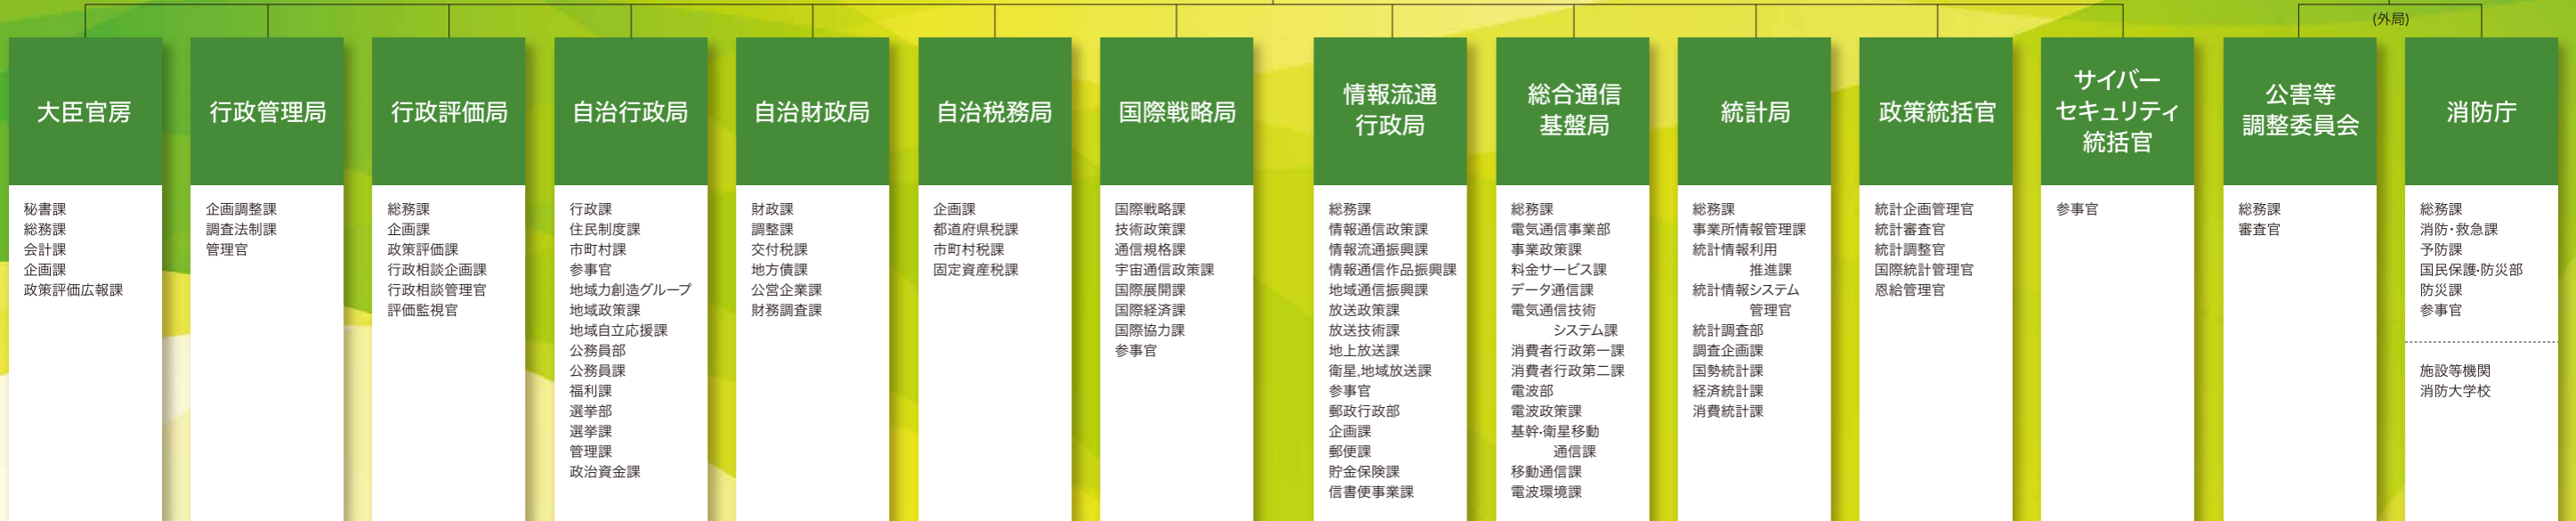 (外局)
大臣官房
秘書課
総務課
会計課
企画課
政策評価広報課
行政管理局
企画調整課
調査法制課
管理官
行政評価局
総務課
企画課
政策評価課
行政相談企画課
行政相談管理官
評価監視官
自治行政局
行政課
住民制度課
市町村課
参事官
地域力創造グループ
地域政策課
地域自立応援課
公務員部
公務員課
福利課
選挙部
選挙課
管理課
政治資金課
自治財政局
財政課
調整課
交付税課
地方債課
公営企業課
財務調査課
自治税務局
企画課
都道府県税課
市町村税課
固定資産税課
国際戦略局
国際戦略課
技術政策課
通信規格課
宇宙通信政策課
国際展開課
国際経済課
国際協力課
参事官
情報流通
行政局
総務課
情報通信政策課
情報流通振興課
情報通信作品振興課
地域通信振興課
放送政策課
放送技術課
地上放送課
衛星,地域放送課
参事官
郵政行政部
企画課
郵便課
貯金保険課
信書便事業課
総合通信
基盤局
総務課
電気通信事業部
事業政策課
料金サービス課
データ通信課
電気通信技術
システム課
消費者行政第一課
消費者行政第二課
電波部
電波政策課
基幹・衛星移動
通信課
移動通信課
電波環境課
統計局
総務課
事業所情報管理課
統計情報利用
推進課
統計情報システム
管理官
統計調査部
調査企画課
国勢統計課
経済統計課
消費統計課
政策統括官
統計企画管理官
統計審査官
統計調整官
国際統計管理官
恩給管理官
サイバー
セキュリティ
統括官
参事官
公害等
調整委員会
総務課
審査官
消防庁
総務課
消防・救急課
予防課
国民保護・防災部
防災課
参事官
施設等機関
消防大学校